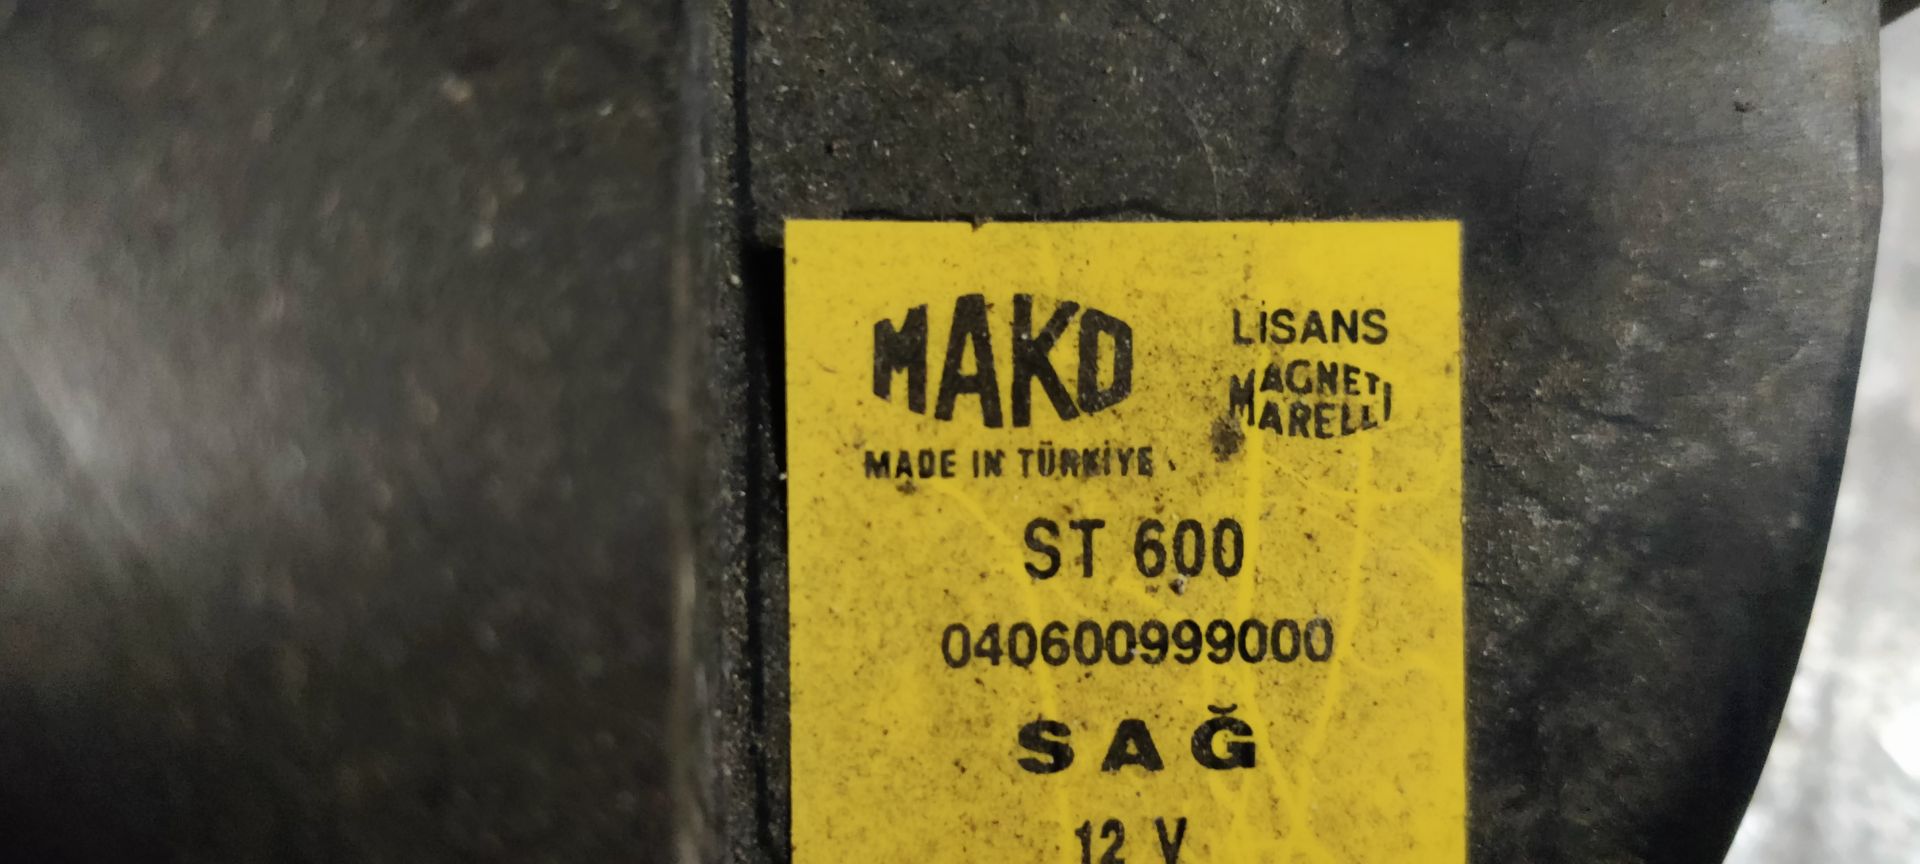 MAKO
LİSANS
MAGNETI
MARELLI
MADE IN TÜRKİYE
ST 600
040600999000
SAĞ
12 V